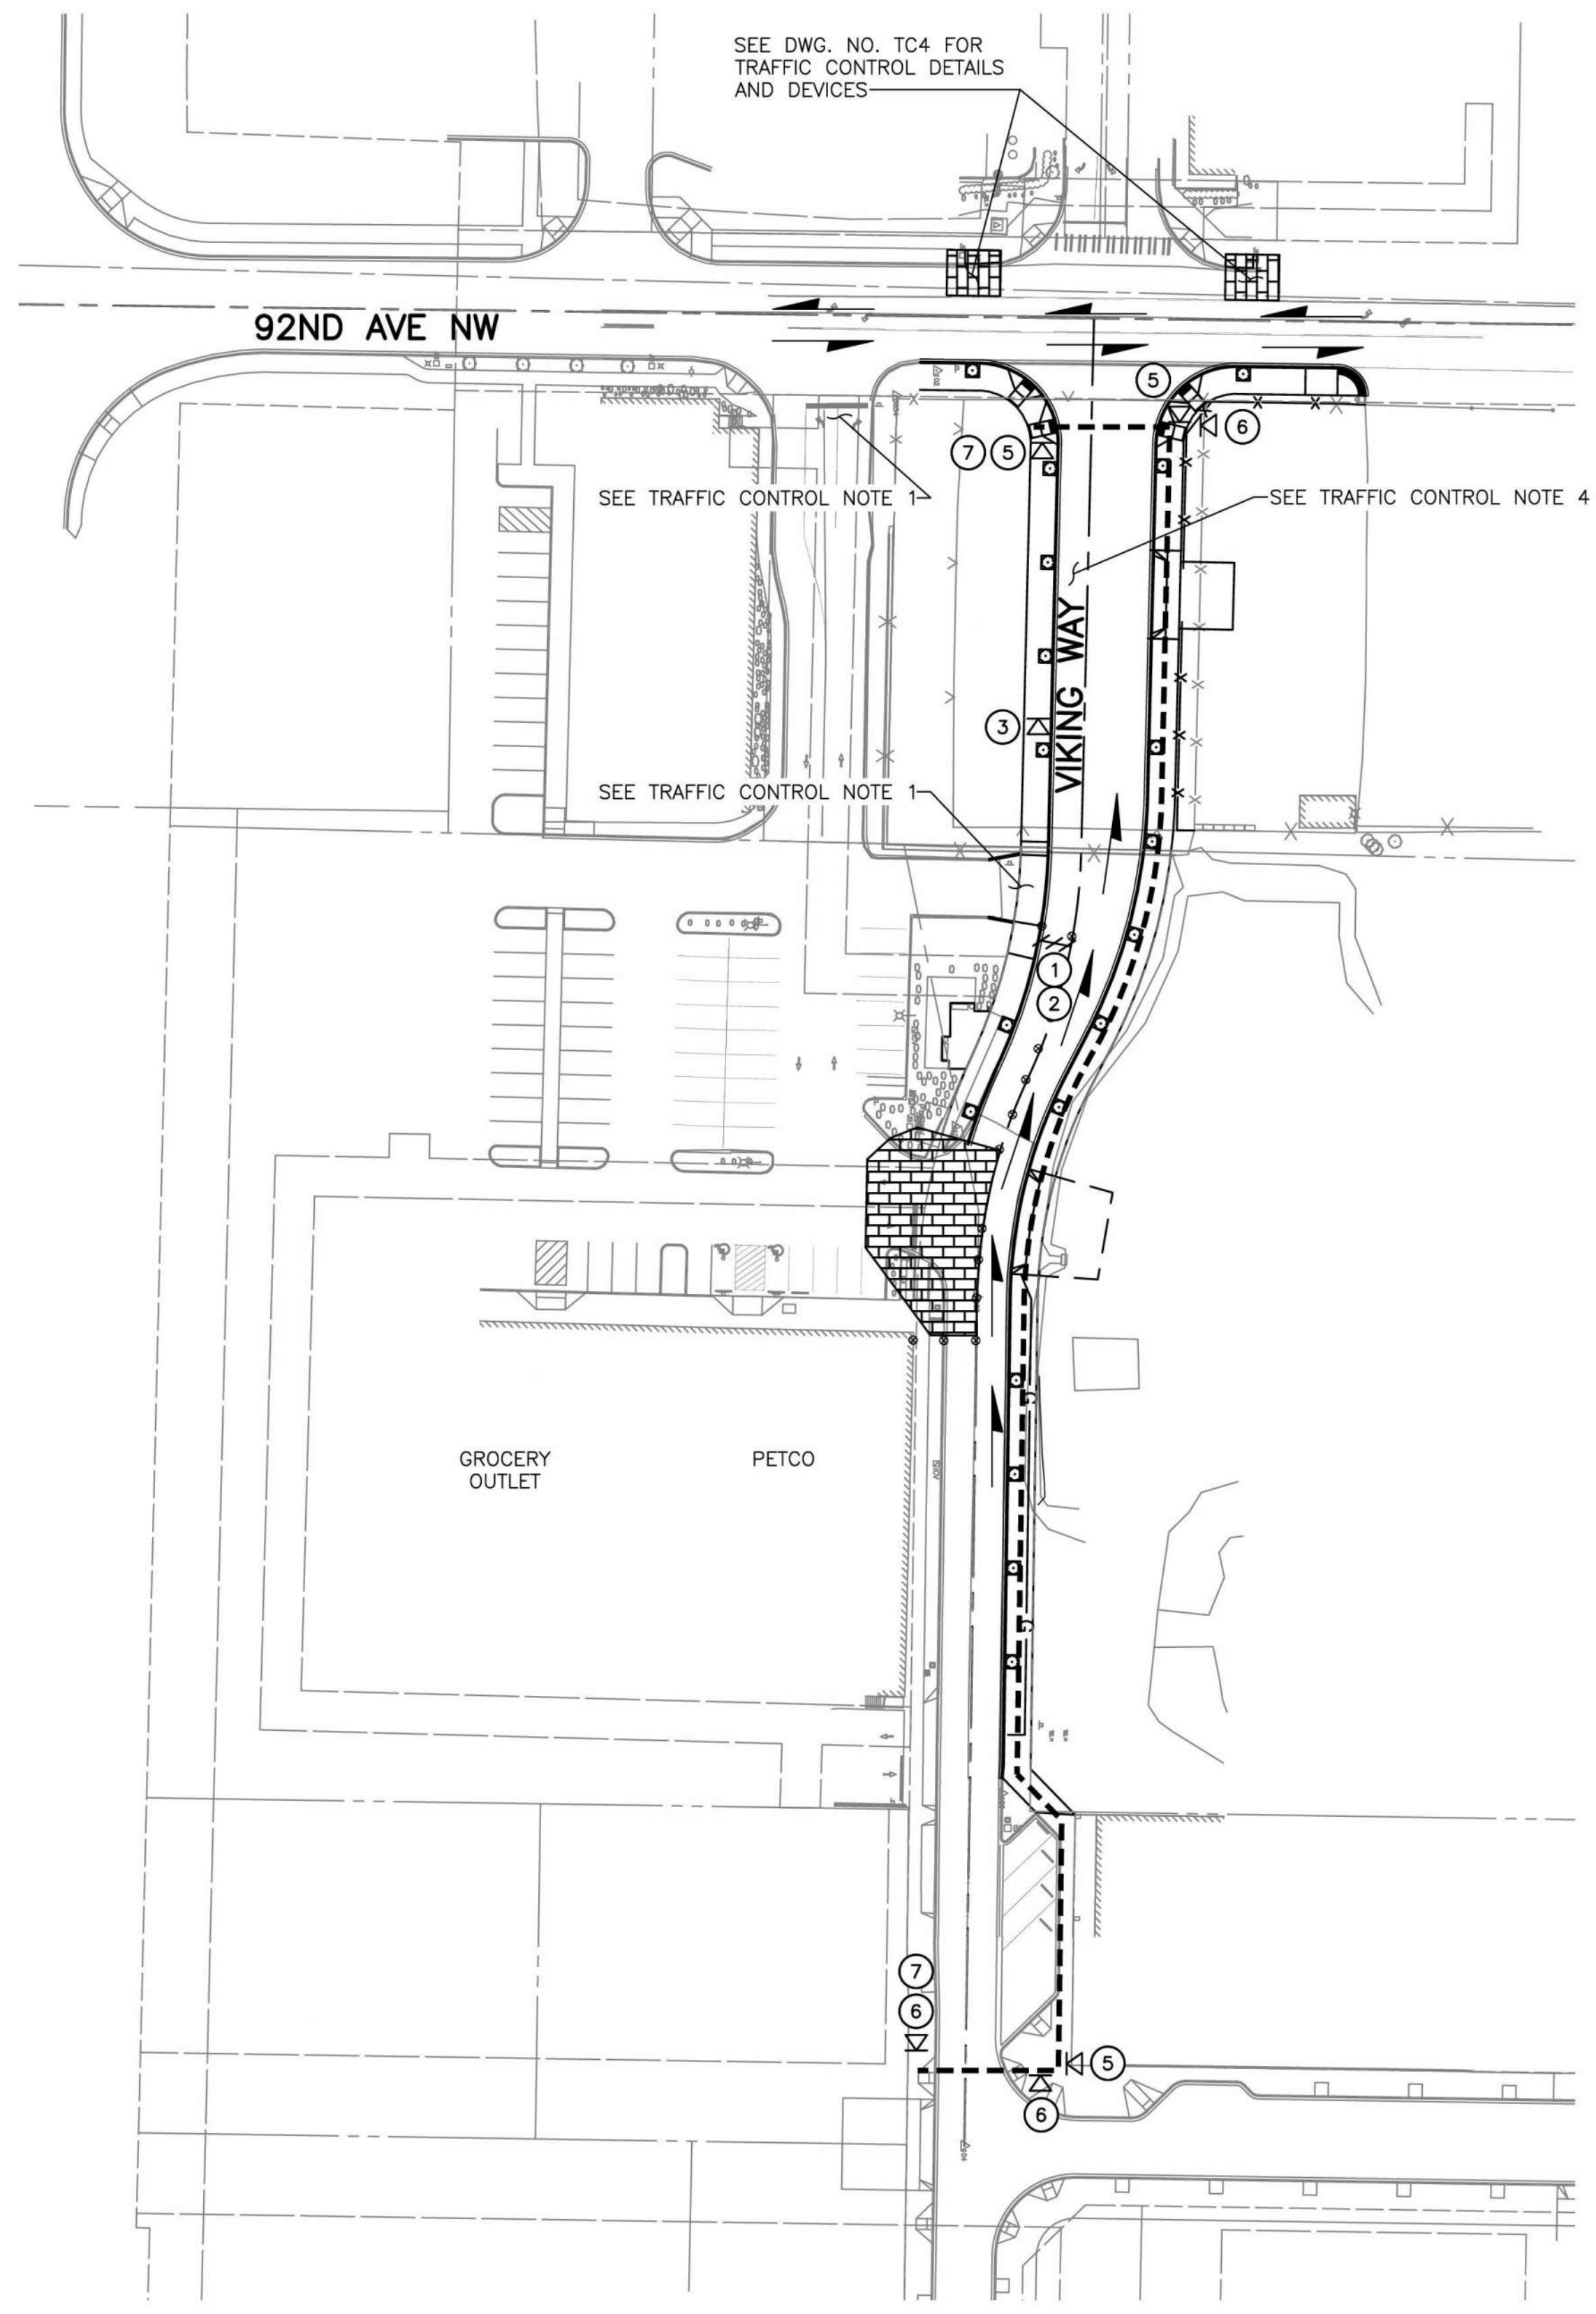 SEE DWG. NO. TC4 FOR
TRAFFIC CONTROL DETAILS
AND DEVICES
92ND AVE NW
5
6
7 5
SEE TRAFFIC CONTROL NOTE 1
SEE TRAFFIC CONTROL NOTE 4
VIKING WAY
3
SEE TRAFFIC CONTROL NOTE 1
1
2
G
GROCERY
OUTLET
PETCO
G
7
6
5
6